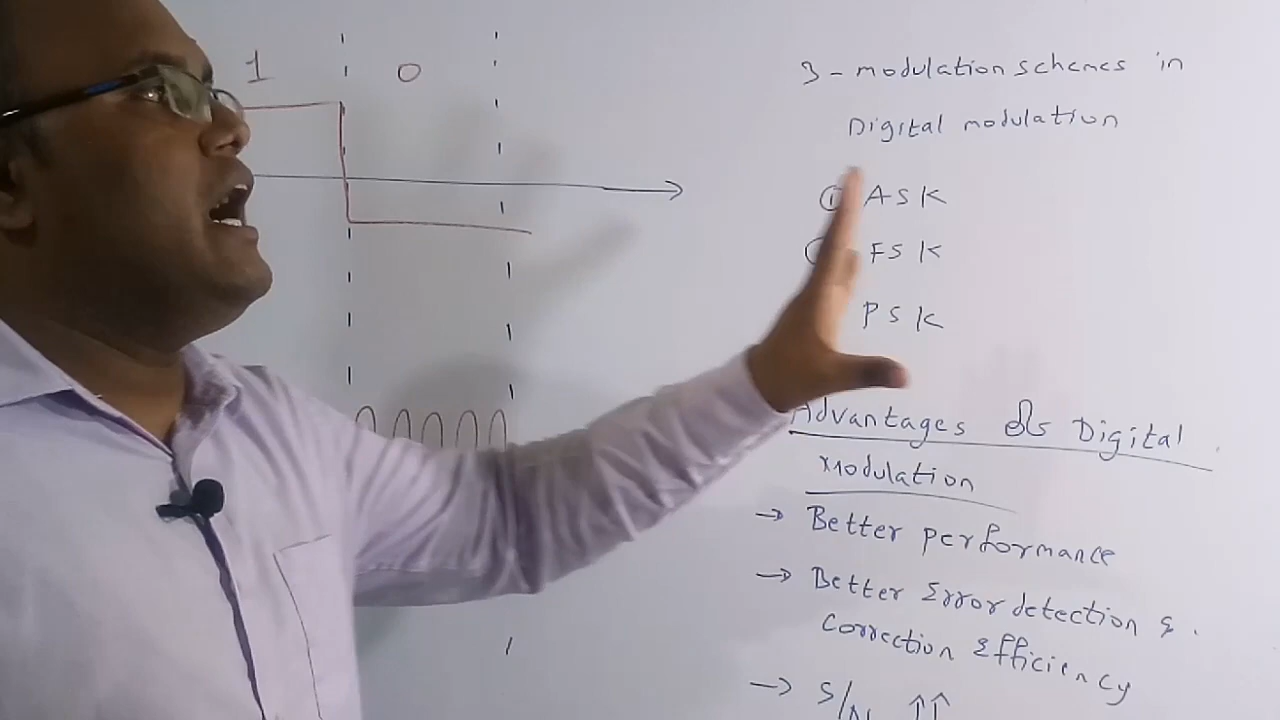 1 0
3 - modulation schemes in
Digital modulation
① ASK
FSK
PSK
Advantages of Digital
modulation
→ Better performance
→ Better Error detection &
correction Efficiency
→ S/N ↑↑